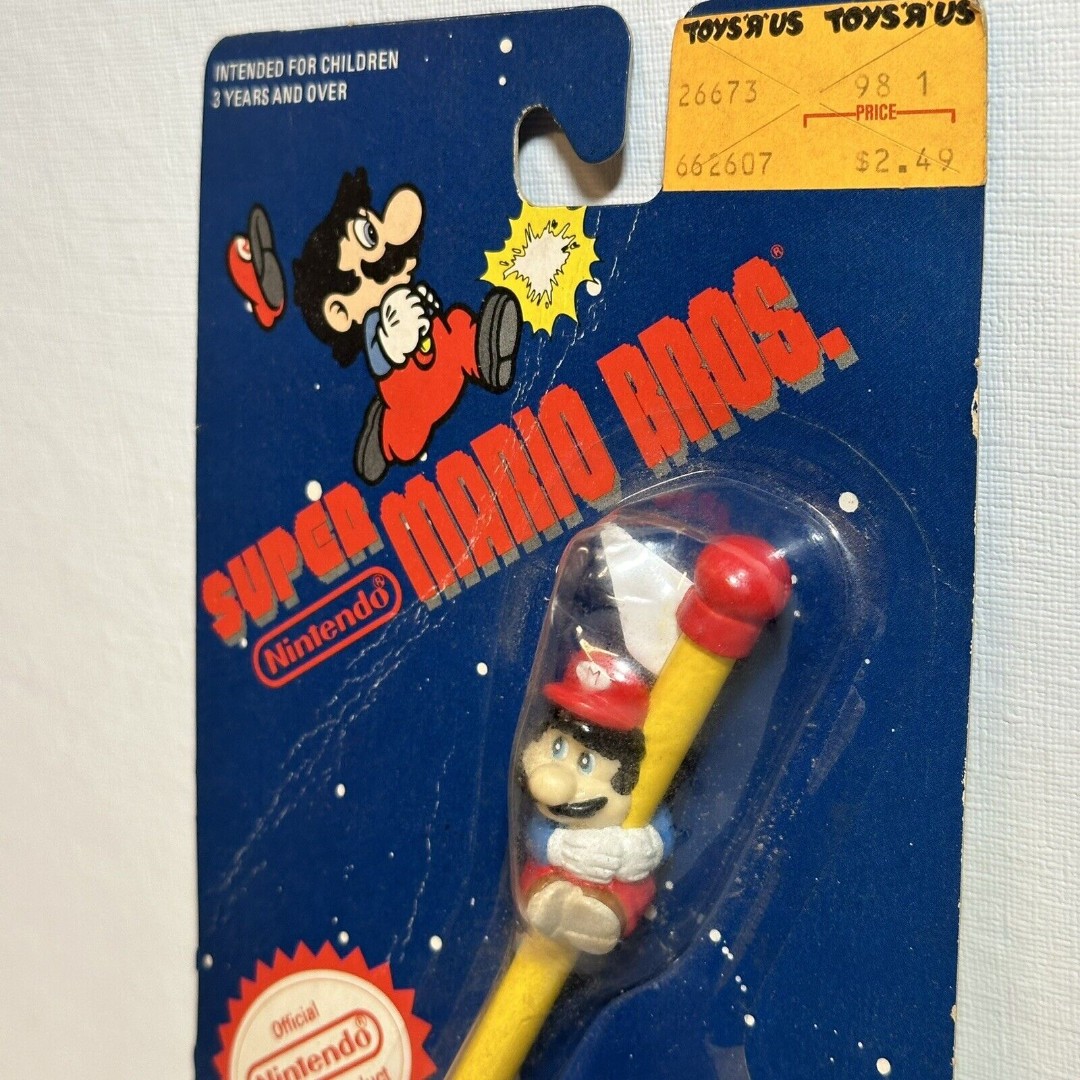 INTENDED FOR CHILDREN
3 YEARS AND OVER
TOYS"R"US TOYS"R"US
26673 98 1
PRICE
662607 $2.49
SUPER MARIO BROS.®
Nintendo®
M
Official
Nintendo®